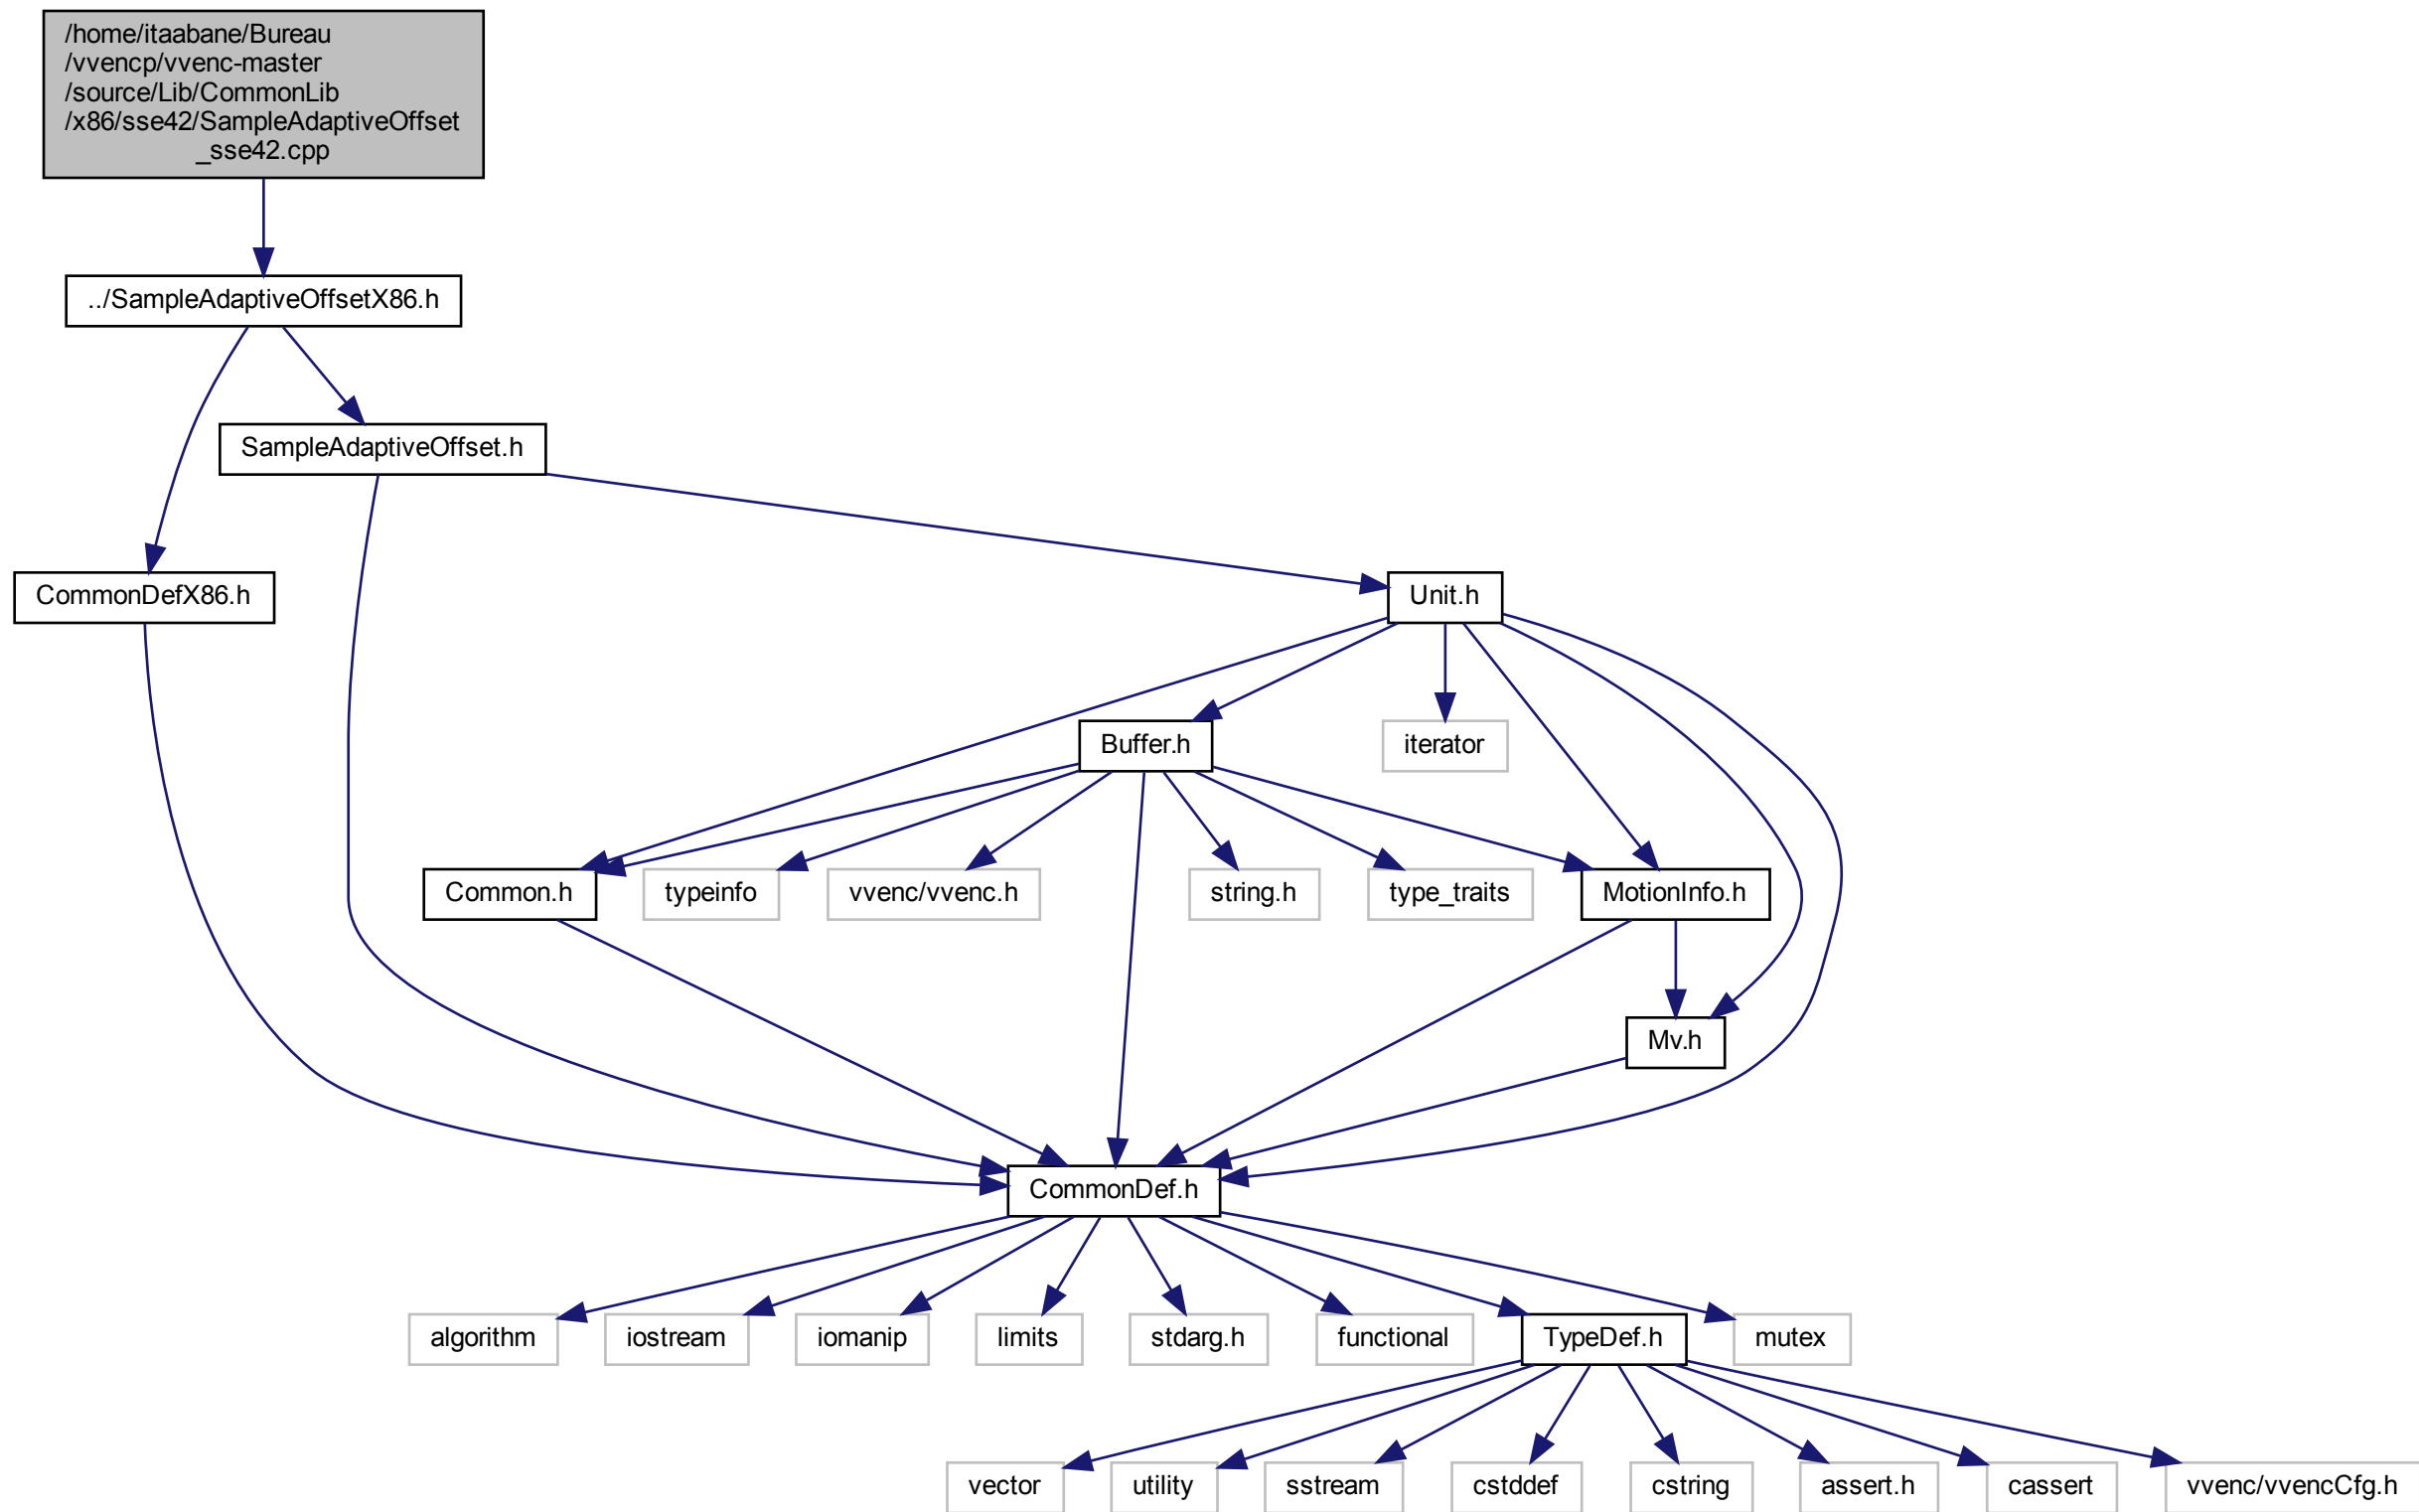 /home/itaabane/Bureau
/vvencp/vvenc-master
/source/Lib/CommonLib
/x86/sse42/SampleAdaptiveOffset
_sse42.cpp
../SampleAdaptiveOffsetX86.h
SampleAdaptiveOffset.h
CommonDefX86.h
Unit.h
Buffer.h
iterator
Common.h
typeinfo
vvenc/vvenc.h
string.h
type_traits
MotionInfo.h
Mv.h
CommonDef.h
algorithm
iostream
iomanip
limits
stdarg.h
functional
TypeDef.h
mutex
vector
utility
sstream
cstddef
cstring
assert.h
cassert
vvenc/vvencCfg.h